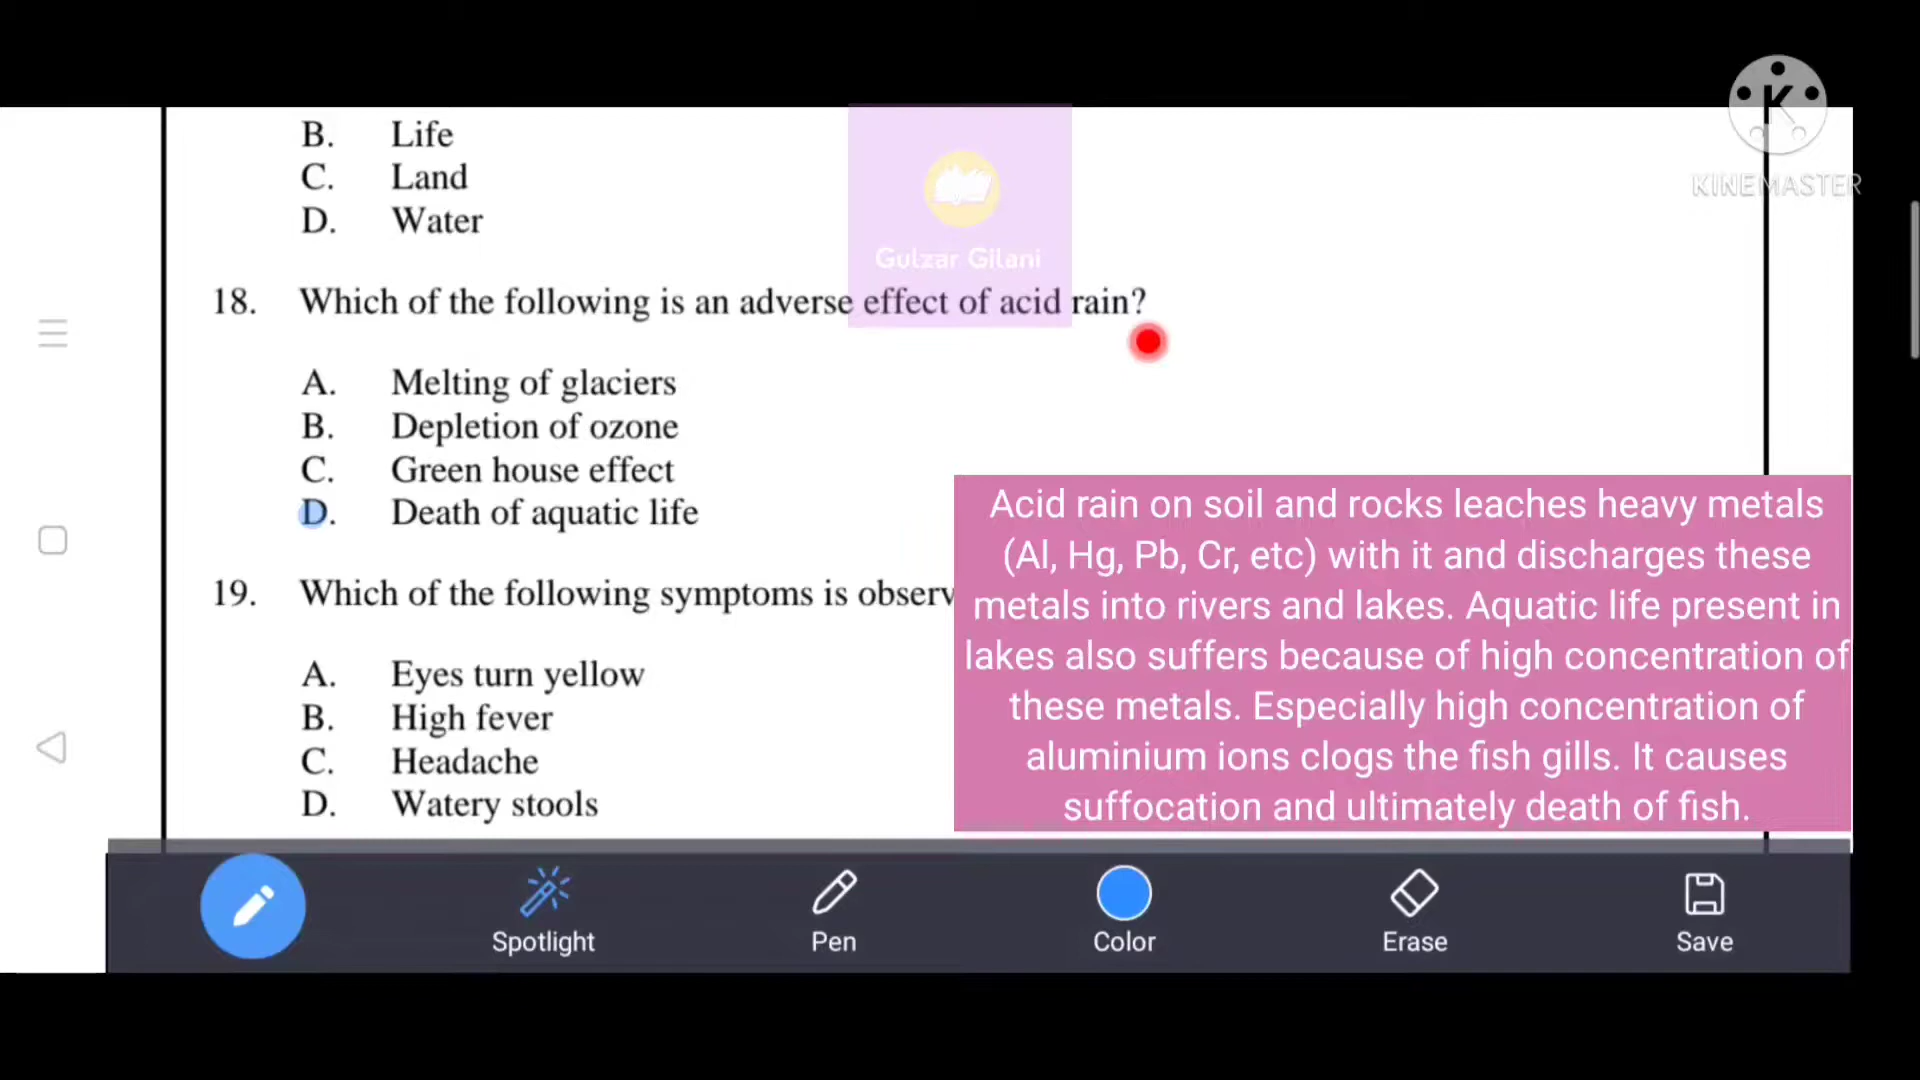 B. Life
C. Land
D. Water
KINEMASTER
Gulzar Gilani
18. Which of the following is an adverse effect of acid rain?
A. Melting of glaciers
B. Depletion of ozone
C. Green house effect
D. Death of aquatic life
19. Which of the following symptoms is observ
A. Eyes turn yellow
B. High fever
C. Headache
D. Watery stools
Acid rain on soil and rocks leaches heavy metals
(Al, Hg, Pb, Cr, etc) with it and discharges these
metals into rivers and lakes. Aquatic life present in
lakes also suffers because of high concentration of
these metals. Especially high concentration of
aluminium ions clogs the fish gills. It causes
suffocation and ultimately death of fish.
Spotlight
Pen
Color
Erase
Save